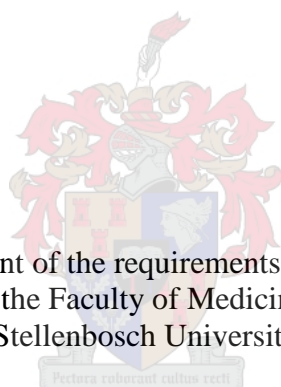 nt of the requirements
the Faculty of Medicin
Stellenbosch Universit
Pectora roborant cultus recti